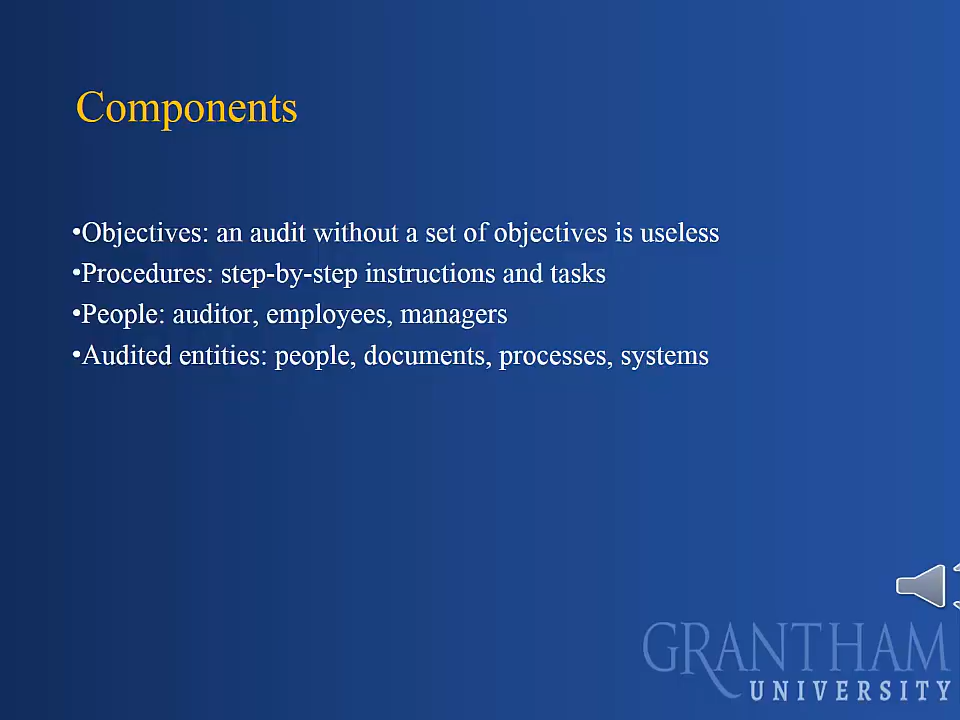 Components
•Objectives: an audit without a set of objectives is useless
•Procedures: step-by-step instructions and tasks
•People: auditor, employees, managers
•Audited entities: people, documents, processes, systems
GRANTHAM
UNIVERSITY